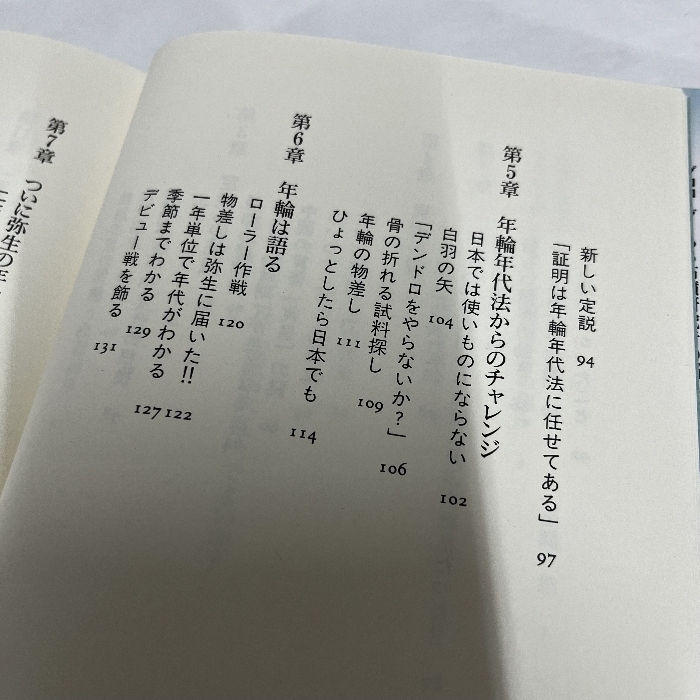 新しい定説 94
「証明は年輪年代法に任せてある」 97
第5章 年輪年代法からのチャレンジ
日本では使いものにならない 102
白羽の矢 104
「デンドロをやらないか？」 106
骨の折れる試料探し 109
年輪の物差し 111
ひょっとしたら日本でも 114
第6章 年輪は語る
ローラー作戦 120
物差しは弥生に届いた!! 122
一年単位で年代がわかる 127
季節までわかる 129
デビュー戦を飾る 131
第7章 ついに弥生の